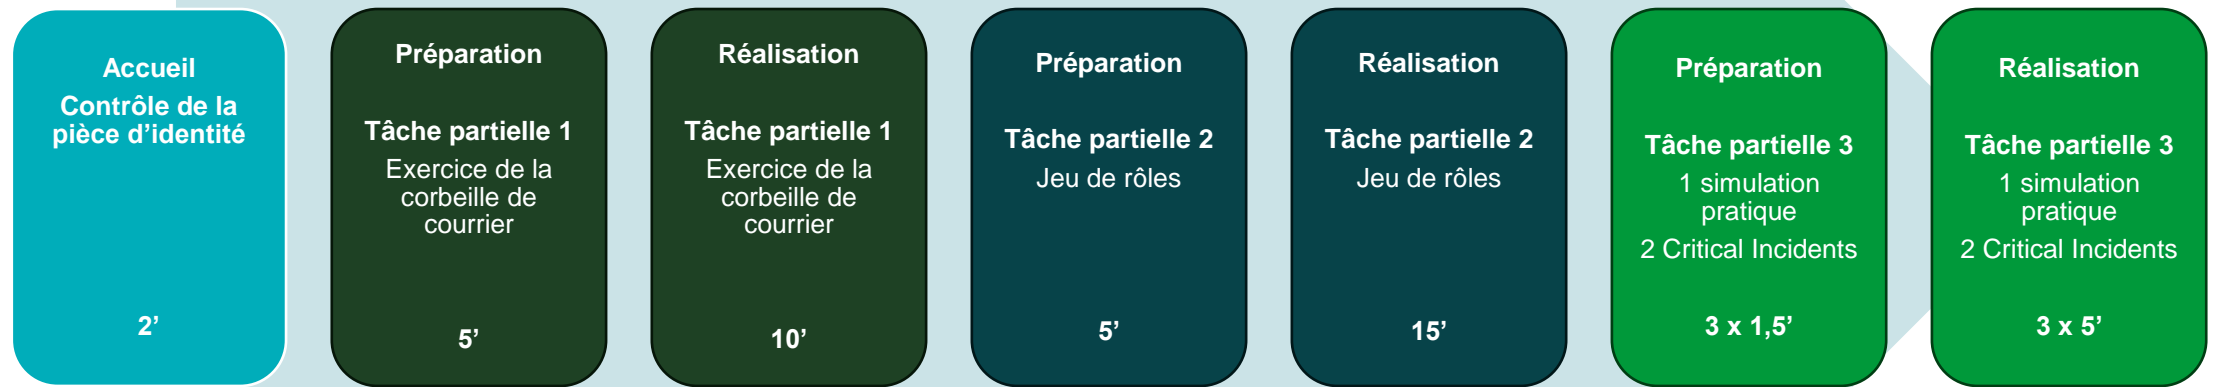 Accueil
Contrôle de la
pièce d’identité
2’
Préparation
Tâche partielle 1
Exercice de la
corbeille de
courrier
5’
Réalisation
Tâche partielle 1
Exercice de la
corbeille de
courrier
10’
Préparation
Tâche partielle 2
Jeu de rôles
5’
Réalisation
Tâche partielle 2
Jeu de rôles
15’
Préparation
Tâche partielle 3
1 simulation
pratique
2 Critical Incidents
3 x 1,5’
Réalisation
Tâche partielle 3
1 simulation
pratique
2 Critical Incidents
3 x 5’